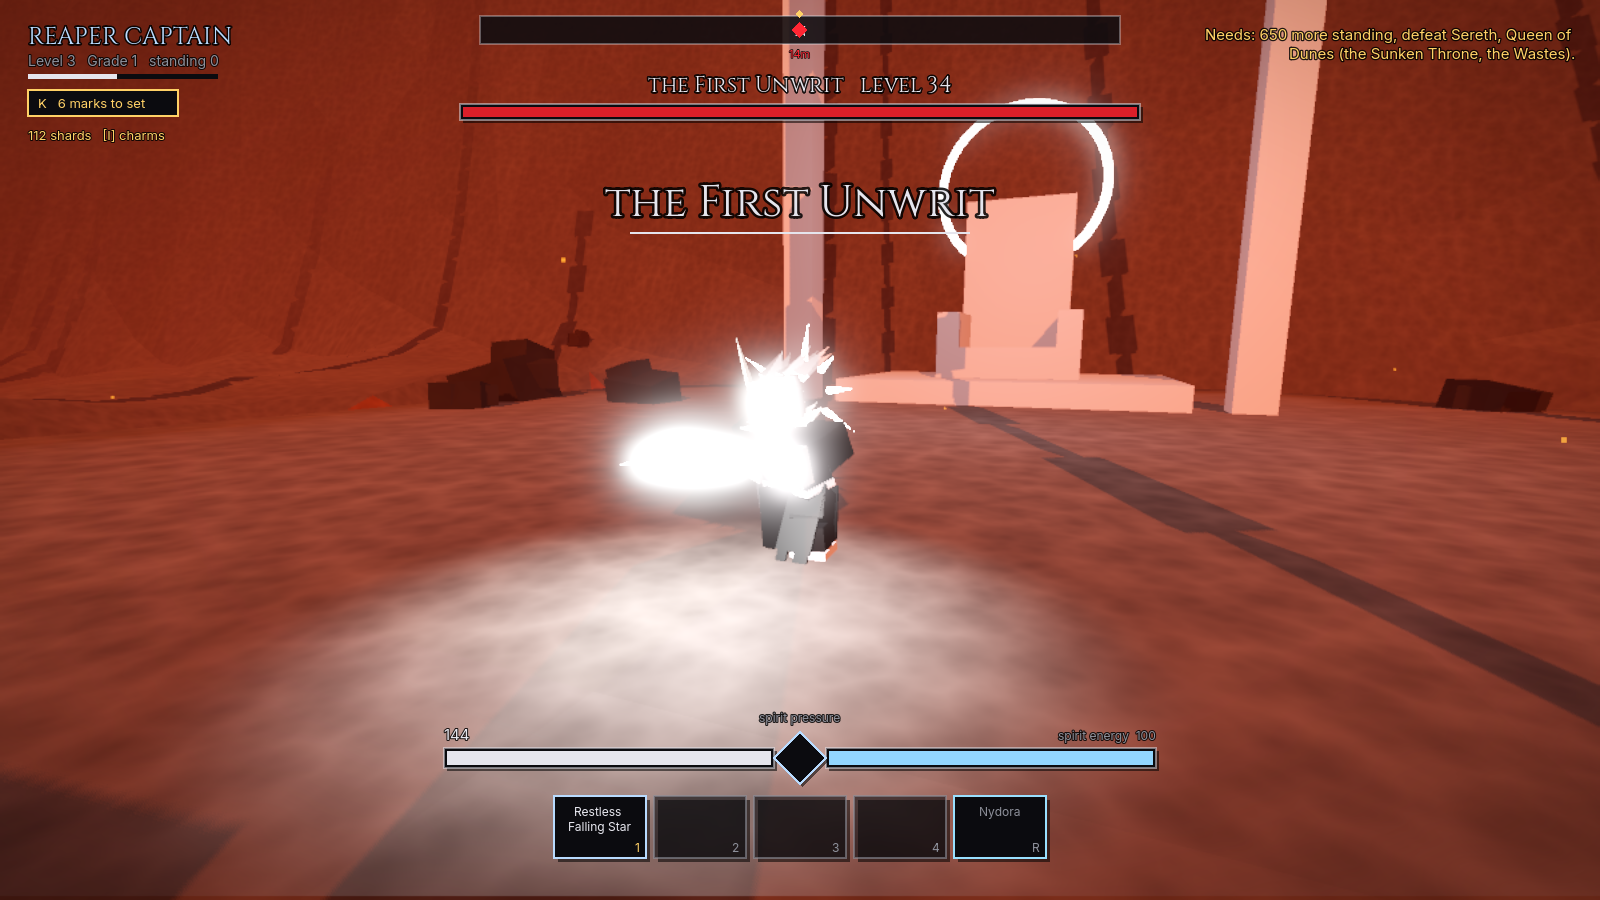 REAPER CAPTAIN
Level 3 Grade 1 standing 0
K 6 marks to set
112 shards [I] charms
14m
THE FIRST UNWRIT LEVEL 34
THE FIRST UNWRIT
Needs: 650 more standing, defeat Sereth, Queen of
Dunes (the Sunken Throne, the Wastes).
spirit pressure
144
spirit energy 100
Restless
Falling Star
1
2
3
4
Nydora
R